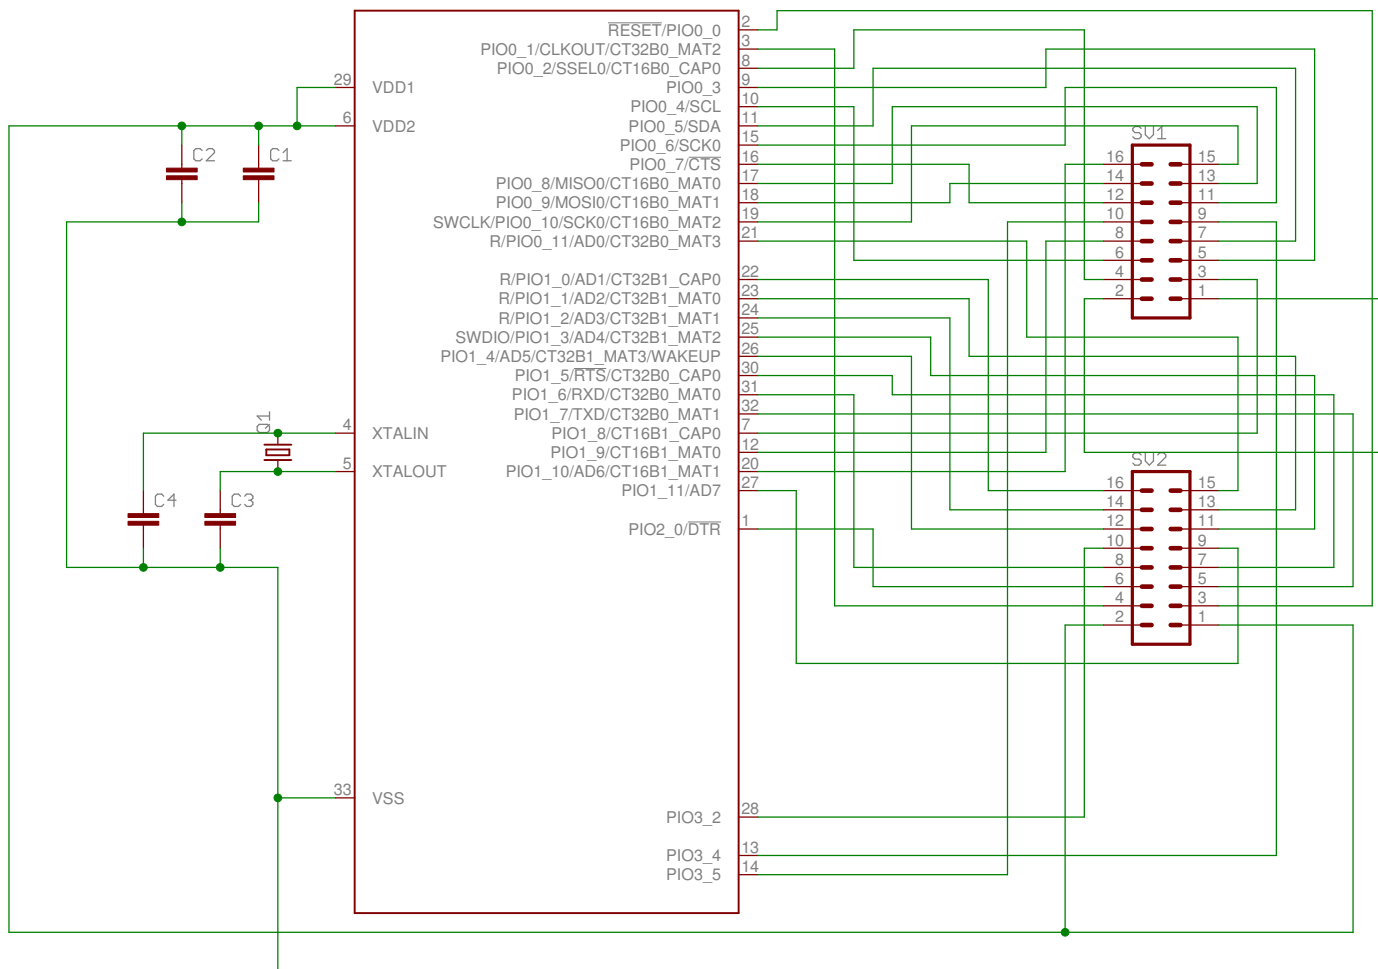 2
RESET/PIO0_0
3
PIO0_1/CLKOUT/CT32B0_MAT2
8
PIO0_2/SSEL0/CT16B0_CAP0
29 VDD1
PIO0_3 9
PIO0_4/SCL 10
6 VDD2
PIO0_5/SDA 11
PIO0_6/SCK0 15
PIO0_7/CTS 16
PIO0_8/MISO0/CT16B0_MAT0 17
PIO0_9/MOSI0/CT16B0_MAT1 18
SWCLK/PIO0_10/SCK0/CT16B0_MAT2 19
R/PIO0_11/AD0/CT32B0_MAT3 21
R/PIO1_0/AD1/CT32B1_CAP0 22
R/PIO1_1/AD2/CT32B1_MAT0 23
R/PIO1_2/AD3/CT32B1_MAT1 24
SWDIO/PIO1_3/AD4/CT32B1_MAT2 25
PIO1_4/AD5/CT32B1_MAT3/WAKEUP 26
PIO1_5/RTS/CT32B0_CAP0 30
PIO1_6/RXD/CT32B0_MAT0 31
PIO1_7/TXD/CT32B0_MAT1 32
4 XTALIN
PIO1_8/CT16B1_CAP0 7
PIO1_9/CT16B1_MAT0 12
5 XTALOUT
PIO1_10/AD6/CT16B1_MAT1 20
PIO1_11/AD7 27
PIO2_0/DTR 1
33 VSS
PIO3_2 28
PIO3_4 13
PIO3_5 14
C2
C1
Q1
C4
C3
SV1
16 15
14 13
12 11
10 9
8 7
6 5
4 3
2 1
SV2
16 15
14 13
12 11
10 9
8 7
6 5
4 3
2 1